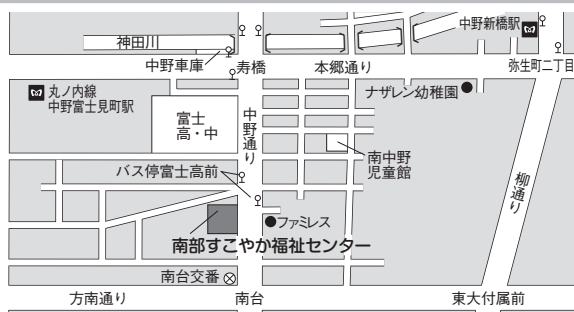 中野新橋駅
神田川
中野車庫
寿橋
本郷通り
弥生町二丁目
丸ノ内線
中野富士見町駅
ナザレン幼稚園
富士
高・中
中野通り
南中野
児童館
バス停富士高前
柳通り
ファミレス
南部すこやか福祉センター
南台交番
方南通り
南台
東大付属前